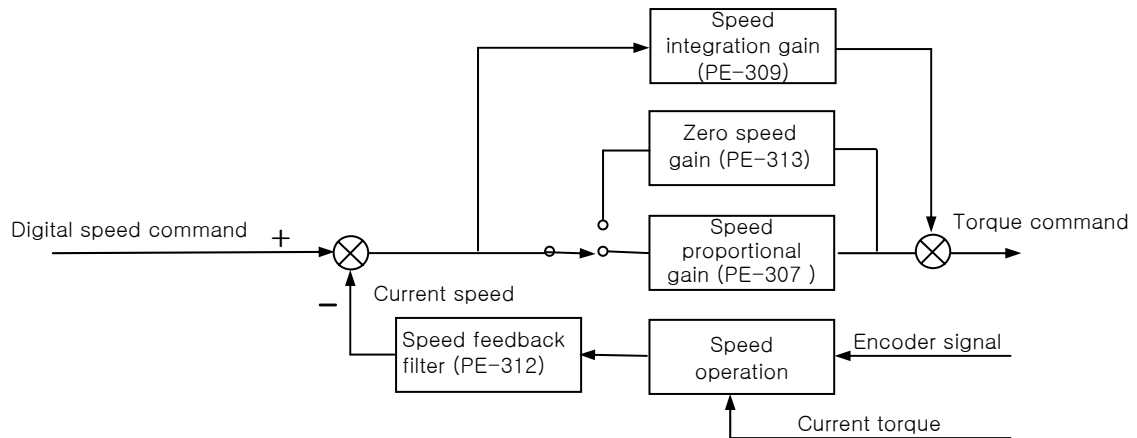 Speed
integration gain
(PE-309)
Zero speed
gain (PE-313)
Digital speed command
+
Speed
proportional
gain (PE-307 )
Torque command
−
Current speed
Speed feedback
filter (PE-312)
Speed
operation
Encoder signal
Current torque